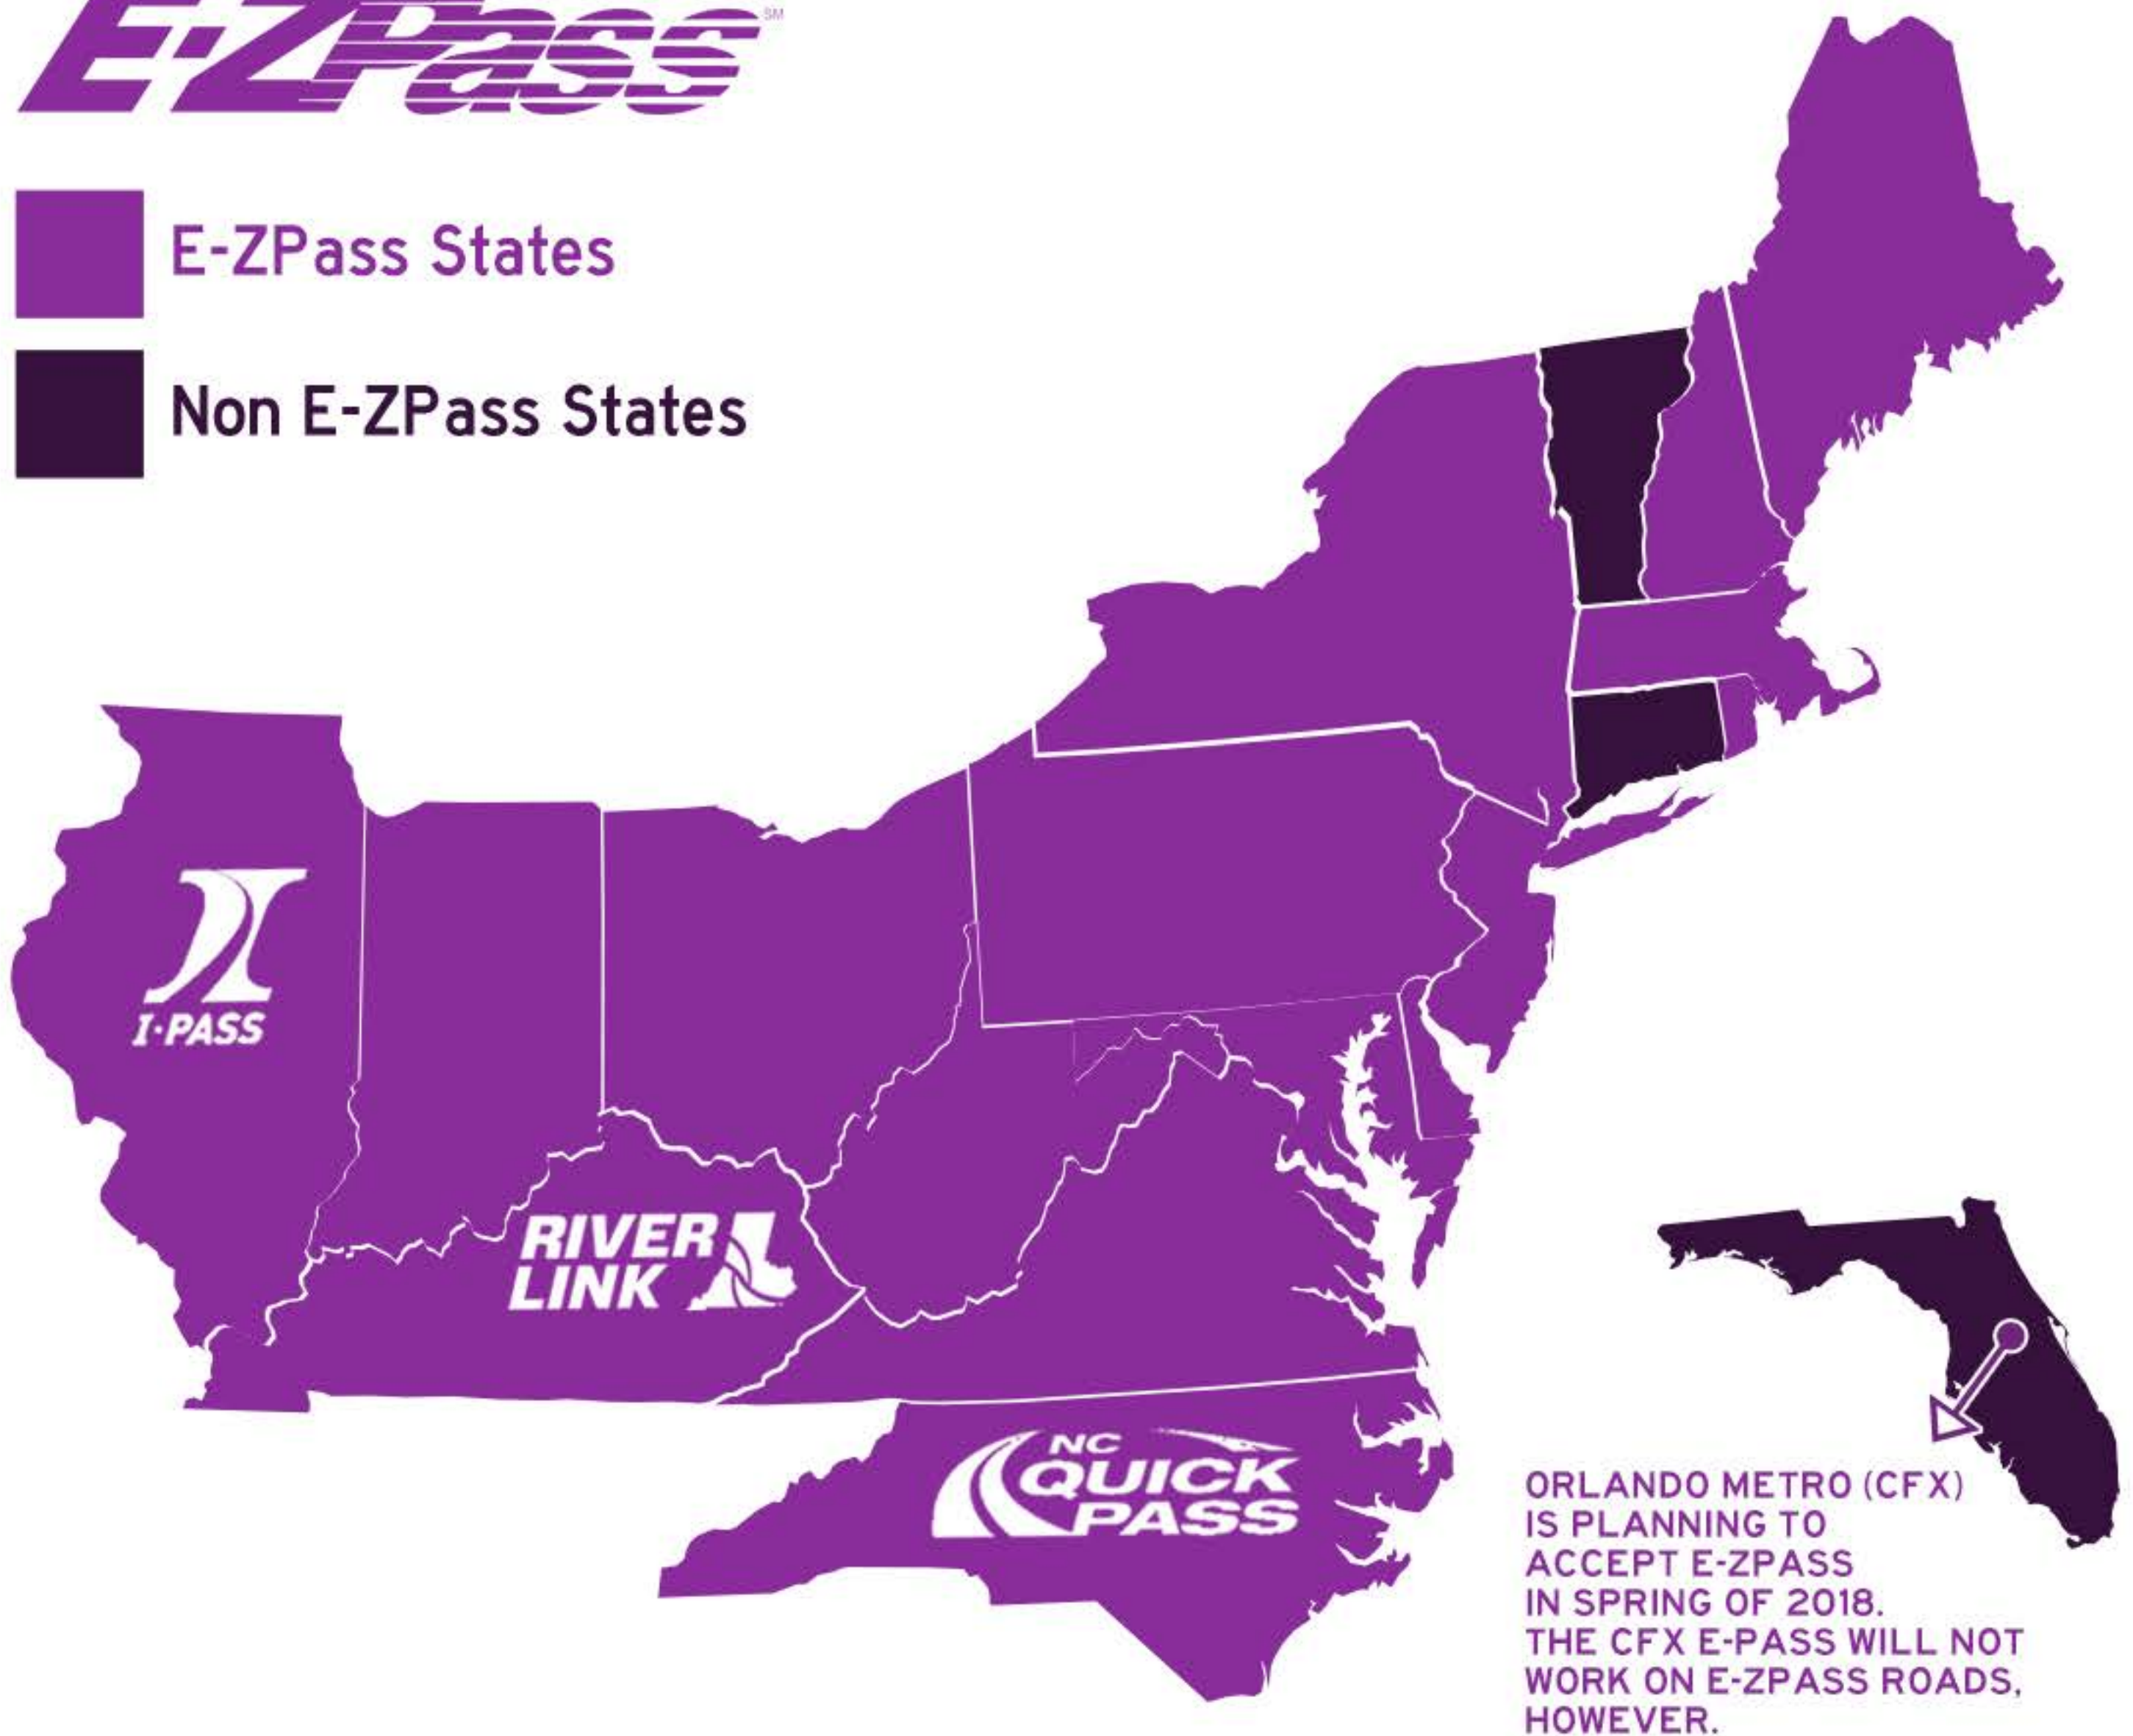 E-ZPass SM
E-ZPass States
Non E-ZPass States
I-PASS
RIVER
LINK
NC
QUICK
PASS
ORLANDO METRO (CFX)
IS PLANNING TO
ACCEPT E-ZPASS
IN SPRING OF 2018.
THE CFX E-PASS WILL NOT
WORK ON E-ZPASS ROADS,
HOWEVER.